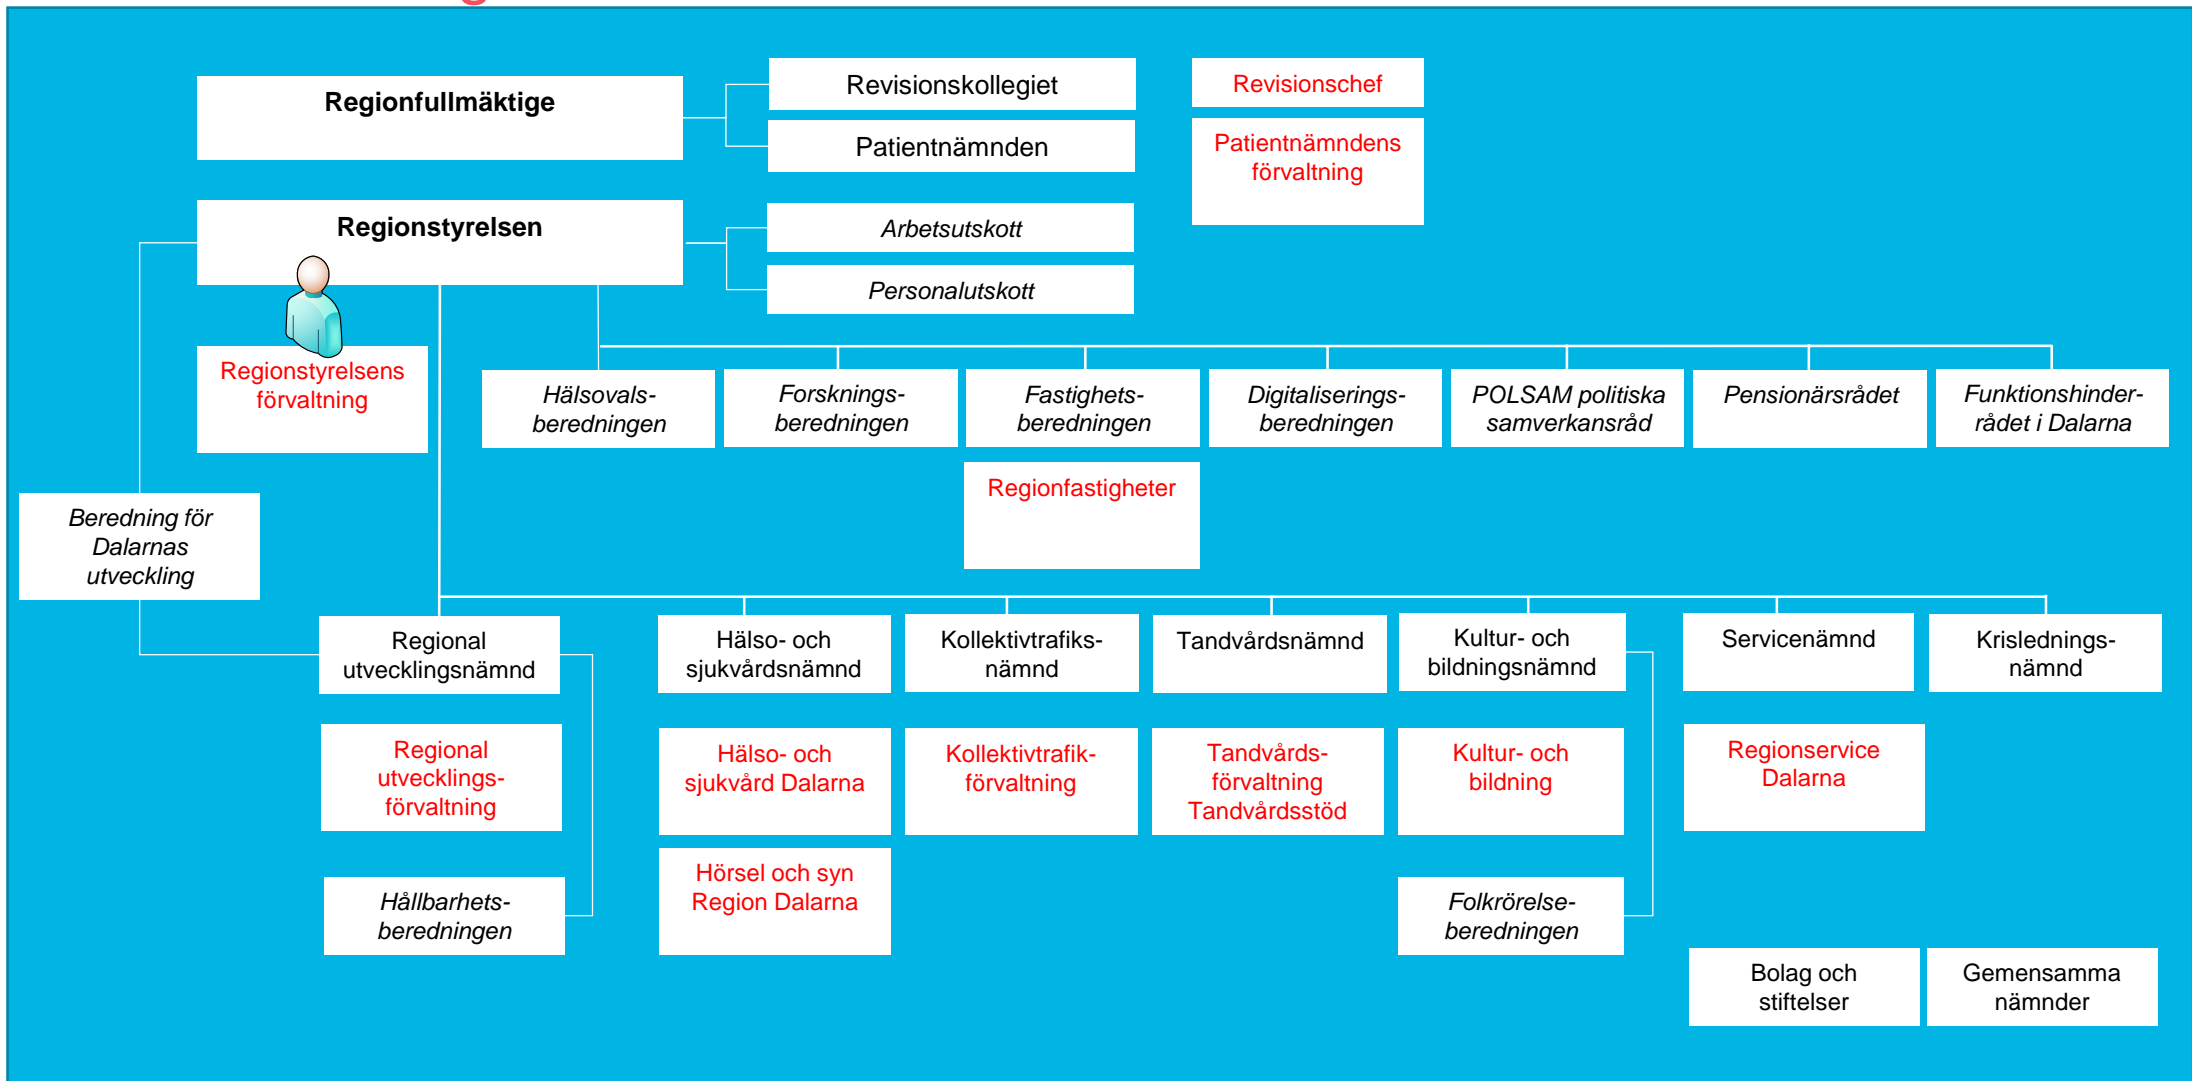 Regionfullmäktige
Revisionskollegiet
Revisionschef
Patientnämnden
Patientnämndens
förvaltning
Regionstyrelsen
Arbetsutskott
Personalutskott
Regionstyrelsens
förvaltning
Hälsovals-
beredningen
Forsknings-
beredningen
Fastighets-
beredningen
Digitaliserings-
beredningen
POLSAM politiska
samverkansråd
Pensionärsrådet
Funktionshinder-
rådet i Dalarna
Regionfastigheter
Beredning för
Dalarnas
utveckling
Regional
utvecklingsnämnd
Hälso- och
sjukvårdsnämnd
Kollektivtrafiks-
nämnd
Tandvårdsnämnd
Kultur- och
bildningsnämnd
Servicenämnd
Krislednings-
nämnd
Regional
utvecklings-
förvaltning
Hälso- och
sjukvård Dalarna
Kollektivtrafik-
förvaltning
Tandvårds-
förvaltning
Tandvårdsstöd
Kultur- och
bildning
Regionservice
Dalarna
Hållbarhets-
beredningen
Hörsel och syn
Region Dalarna
Folkrörelse-
beredningen
Bolag och
stiftelser
Gemensamma
nämnder